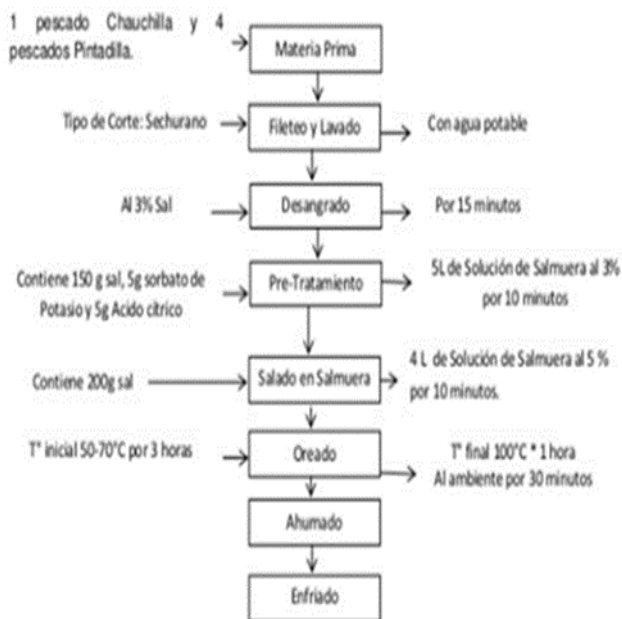 1 pescado Chauchilla y 4
pescados Pintadilla.
Materia Prima
Tipo de Corte: Sechurano
Fileteo y Lavado
Con agua potable
Al 3% Sal
Desangrado
Por 15 minutos
Contiene 150 g sal, 5g sorbato de
Potasio y 5g Acido cítrico
Pre-Tratamiento
5L de Solución de Salmuera al 3%
por 10 minutos
Contiene 200g sal
Salado en Salmuera
4 L de Solución de Salmuera al 5 %
por 10 minutos.
T° inicial 50-70°C por 3 horas
Oreado
T° final 100°C * 1 hora
Al ambiente por 30 minutos
Ahumado
Enfriado